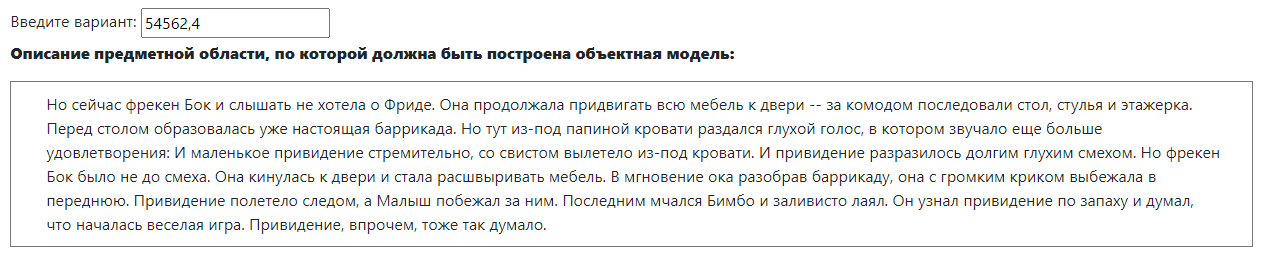 Введите вариант: 54562,4
Описание предметной области, по которой должна быть построена объектная модель:
Но сейчас фрекен Бок и слышать не хотела о Фриде. Она продолжала придвигать всю мебель к двери -- за комодом последовали стол, стулья и этажерка.
Перед столом образовалась уже настоящая баррикада. Но тут из-под папиной кровати раздался глухой голос, в котором звучало еще больше
удовлетворения: И маленькое привидение стремительно, со свистом вылетело из-под кровати. И привидение разразилось долгим глухим смехом. Но фрекен
Бок было не до смеха. Она кинулась к двери и стала расшвыривать мебель. В мгновение ока разобрав баррикаду, она с громким криком выбежала в
переднюю. Привидение полетело следом, а Малыш побежал за ним. Последним мчался Бимбо и заливисто лаял. Он узнал привидение по запаху и думал,
что началась веселая игра. Привидение, впрочем, тоже так думало.